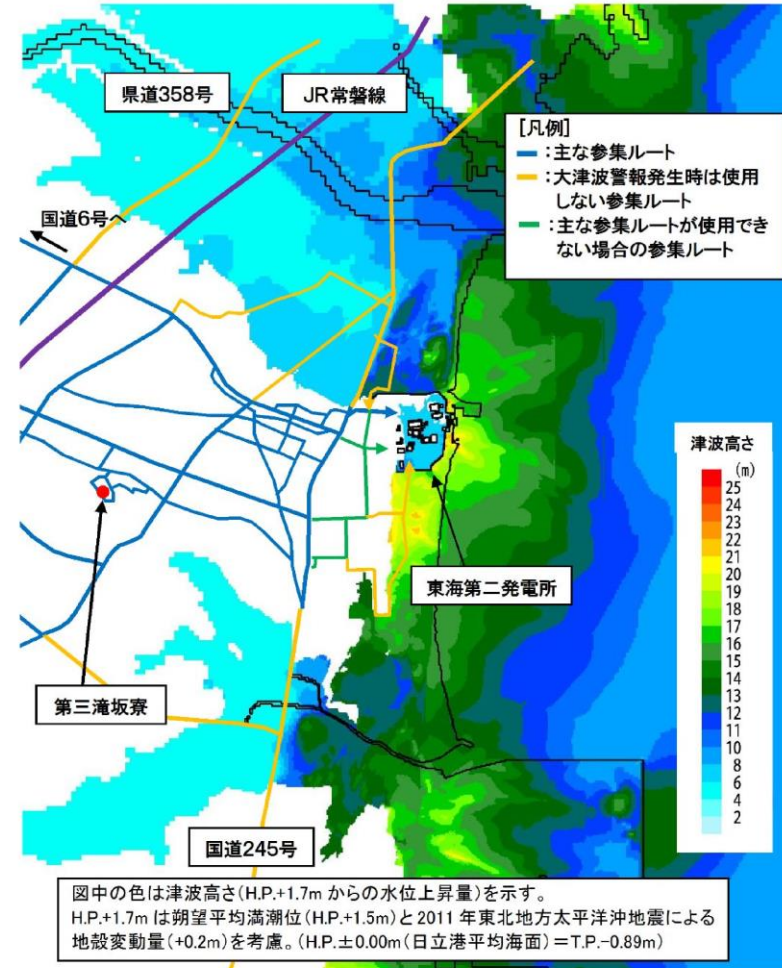 県道358号
JR常磐線
[凡例]
：主な参集ルート
：大津波警報発生時は使用
しない参集ルート
：主な参集ルートが使用でき
ない場合の参集ルート
国道6号へ
津波高さ
(m)
25
24
23
22
21
20
19
18
17
16
15
14
13
12
11
10
8
6
4
2
東海第二発電所
第三滝坂寮
国道245号
図中の色は津波高さ(H.P.+1.7m からの水位上昇量)を示す。
H.P.+1.7m は朔望平均満潮位(H.P.+1.5m)と2011年東北地方太平洋沖地震による
地殻変動量(+0.2m)を考慮。(H.P.±0.00m(日立港平均海面)＝T.P.-0.89m)